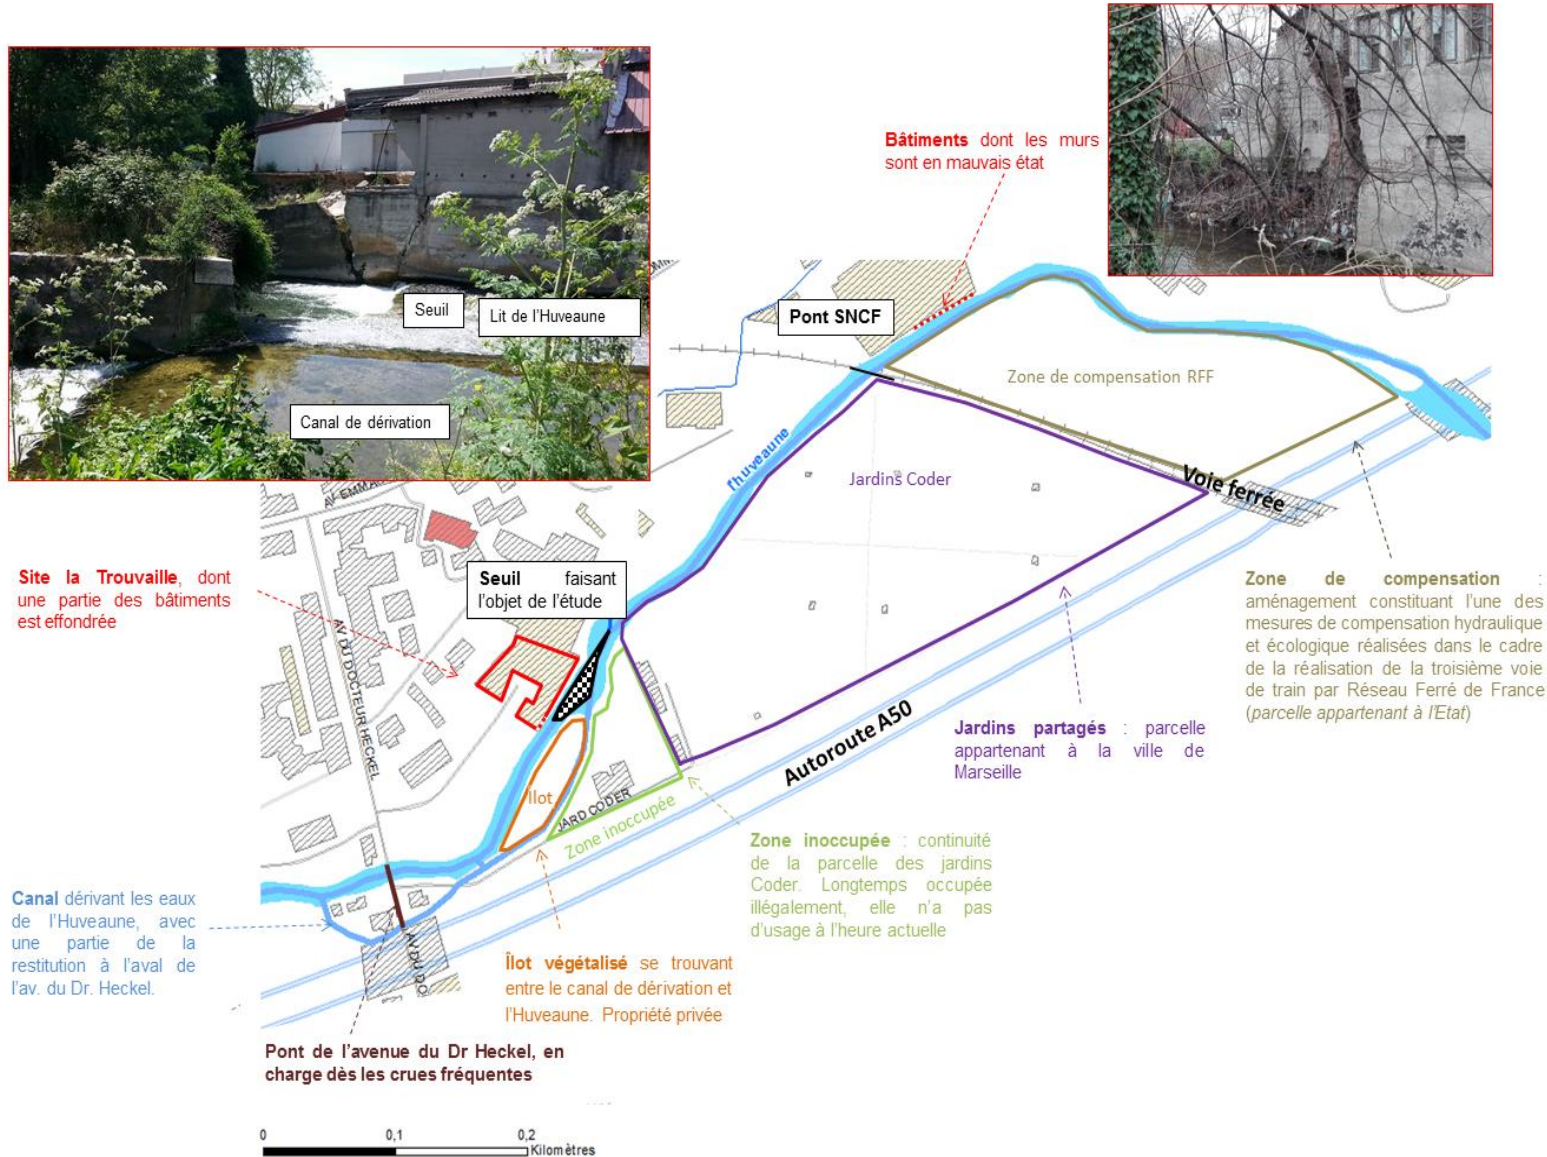 Bâtiments dont les murs
sont en mauvais état
Seuil
Lit de l'Huveaune
Canal de dérivation
Pont SNCF
Zone de compensation RFF
l'huveaune
Jardins Coder
Voie ferrée
AV EMMA
AV DU DOCTEUR HECKEL
Site la Trouvaille, dont
une partie des bâtiments
est effondrée
Seuil faisant
l'objet de l'étude
Zone de compensation :
aménagement constituant l'une des
mesures de compensation hydraulique
et écologique réalisées dans le cadre
de la réalisation de la troisième voie
de train par Réseau Ferré de France
(parcelle appartenant à l'Etat)
Autoroute A50
Jardins partagés : parcelle
appartenant à la ville de
Marseille
Ilot
JARD CODER
Zone inoccupée
Zone inoccupée : continuité
de la parcelle des jardins
Coder. Longtemps occupée
illégalement, elle n'a pas
d'usage à l'heure actuelle
Canal dérivant les eaux
de l'Huveaune, avec
une partie de la
restitution à l'aval de
l'av. du Dr. Heckel.
AV DU DO
Îlot végétalisé se trouvant
entre le canal de dérivation et
l'Huveaune. Propriété privée
Pont de l'avenue du Dr Heckel, en
charge dès les crues fréquentes
0 0,1 0,2
Kilomètres